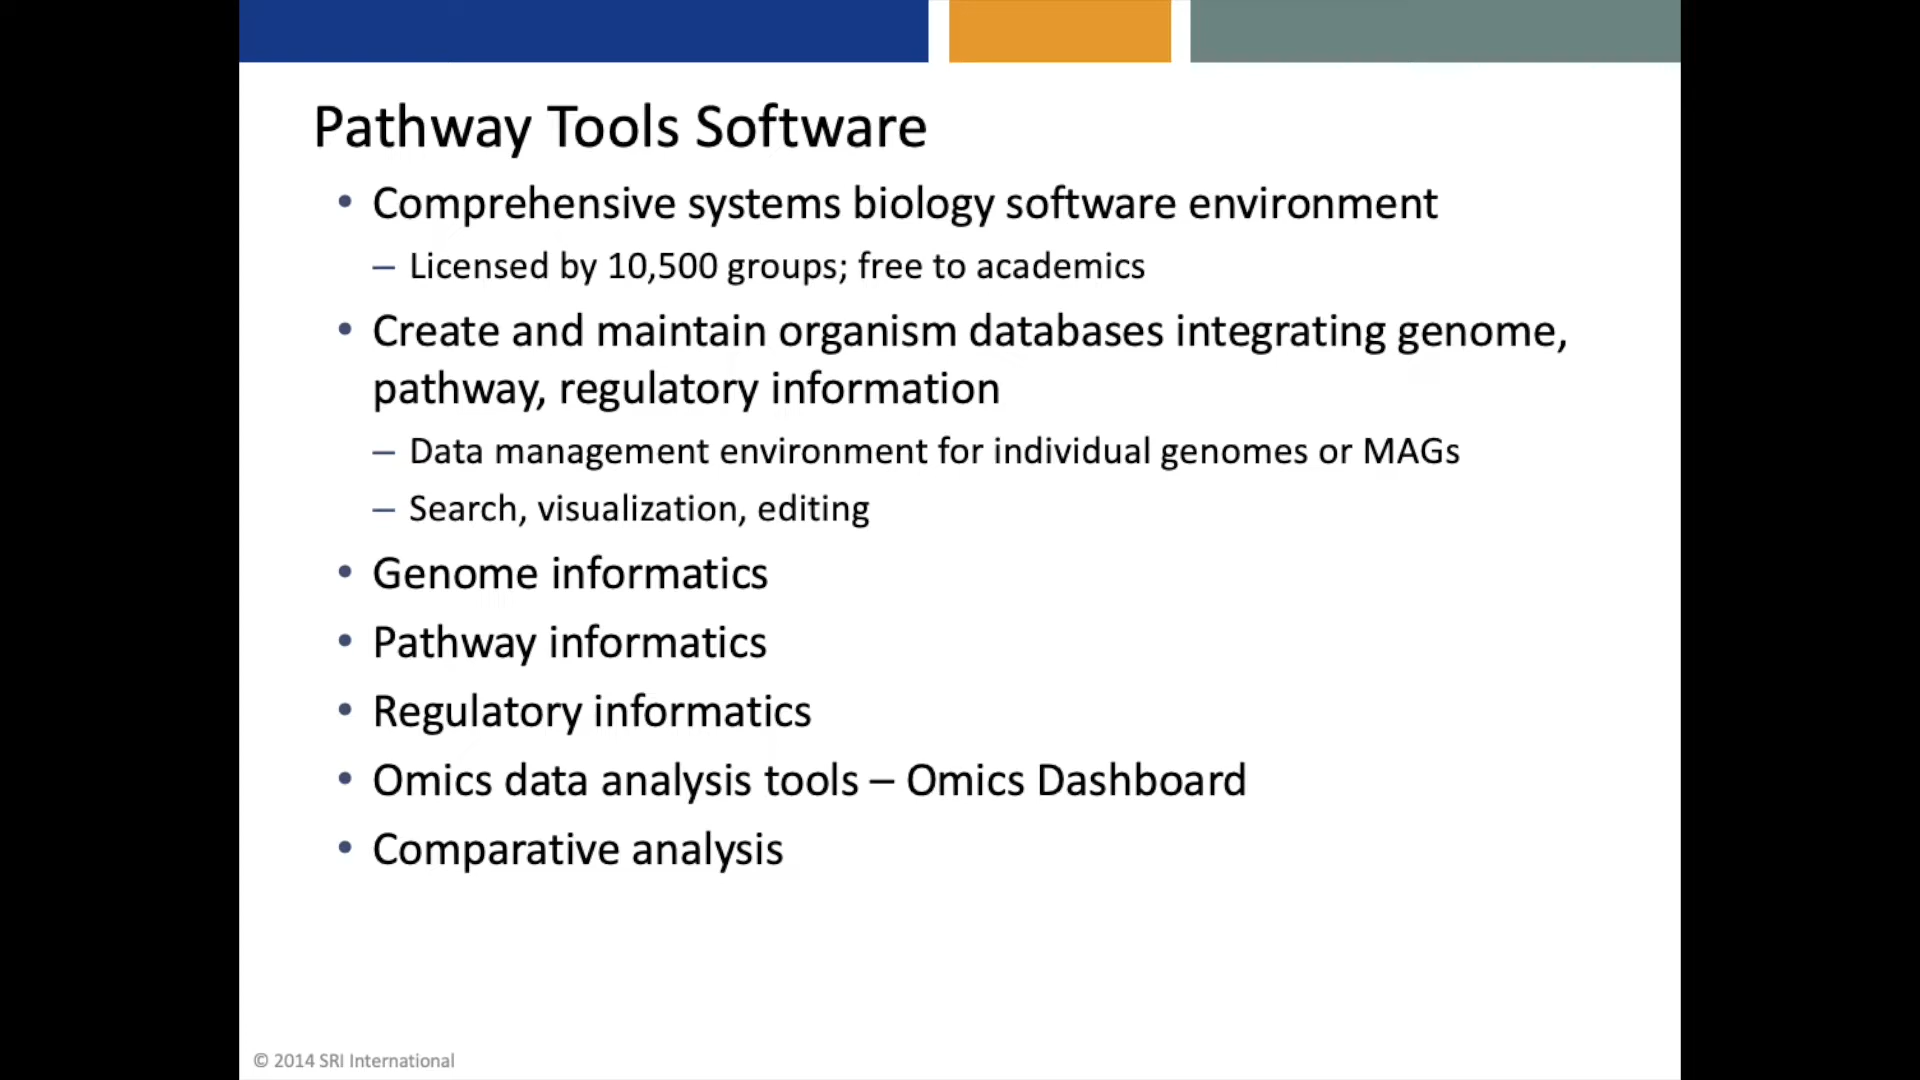 Pathway Tools Software
• Comprehensive systems biology software environment
– Licensed by 10,500 groups; free to academics
• Create and maintain organism databases integrating genome,
pathway, regulatory information
– Data management environment for individual genomes or MAGs
– Search, visualization, editing
• Genome informatics
• Pathway informatics
• Regulatory informatics
• Omics data analysis tools – Omics Dashboard
• Comparative analysis
© 2014 SRI International